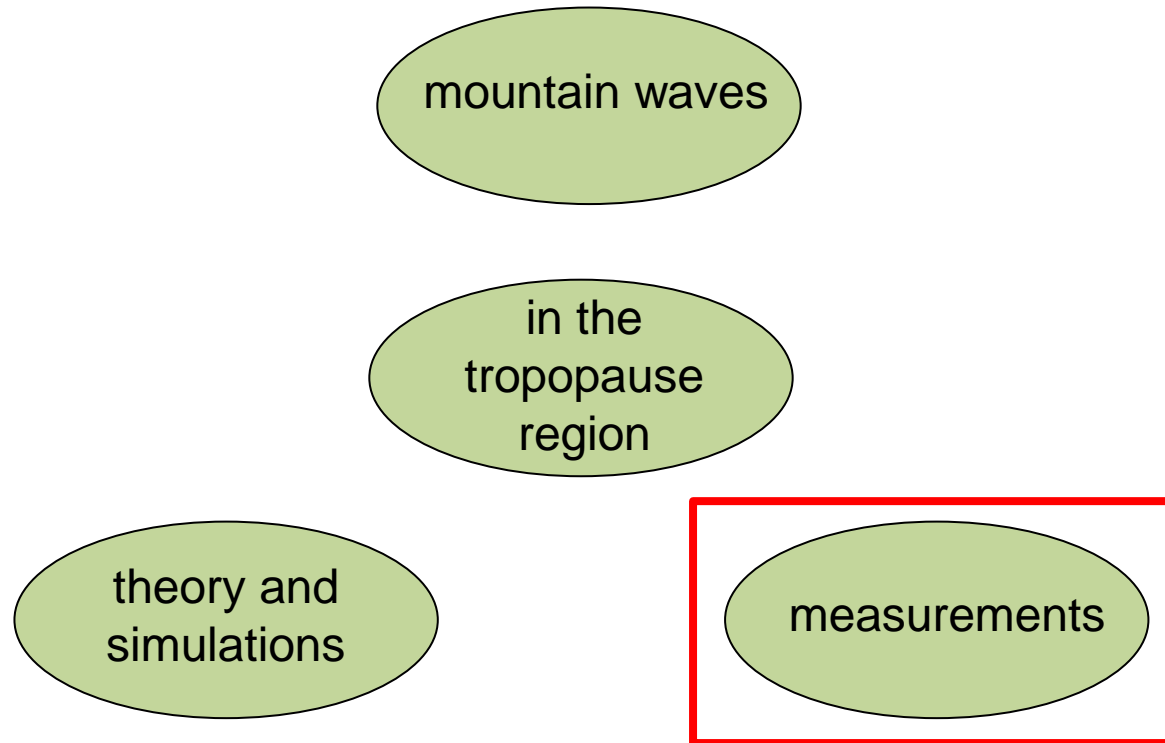 mountain waves
in the
tropopause
region
theory and
simulations
measurements